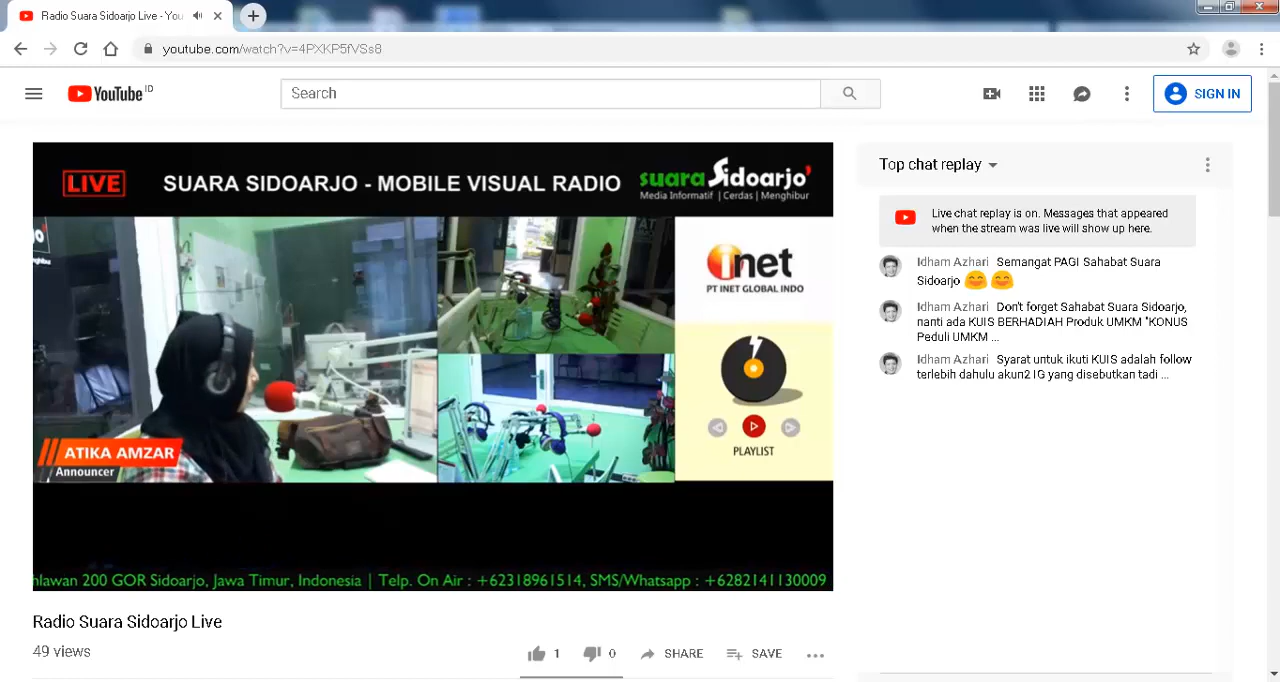 Radio Suara Sidoarjo Live - You
youtube.com/watch?v=4PXKP5fVSs8
YouTube ID
Search
SIGN IN
LIVE
SUARA SIDOARJO - MOBILE VISUAL RADIO
suara Sidoarjo'
Media Informatif | Cerdas | Menghibur
inet
PT INET GLOBAL INDO
PLAYLIST
ATIKA AMZAR
Announcer
hlawan 200 GOR Sidoarjo, Jawa Timur, Indonesia | Telp. On Air : +62318961514, SMS/Whatsapp : +6282141130009
Radio Suara Sidoarjo Live
49 views
1
0
SHARE
SAVE
Top chat replay
Live chat replay is on. Messages that appeared
when the stream was live will show up here.
Idham Azhari Semangat PAGI Sahabat Suara
Sidoarjo 🤗 🤗
Idham Azhari Don't forget Sahabat Suara Sidoarjo,
nanti ada KUIS BERHADIAH Produk UMKM "KONUS
Peduli UMKM ...
Idham Azhari Syarat untuk ikuti KUIS adalah follow
terlebih dahulu akun2 IG yang disebutkan tadi ...